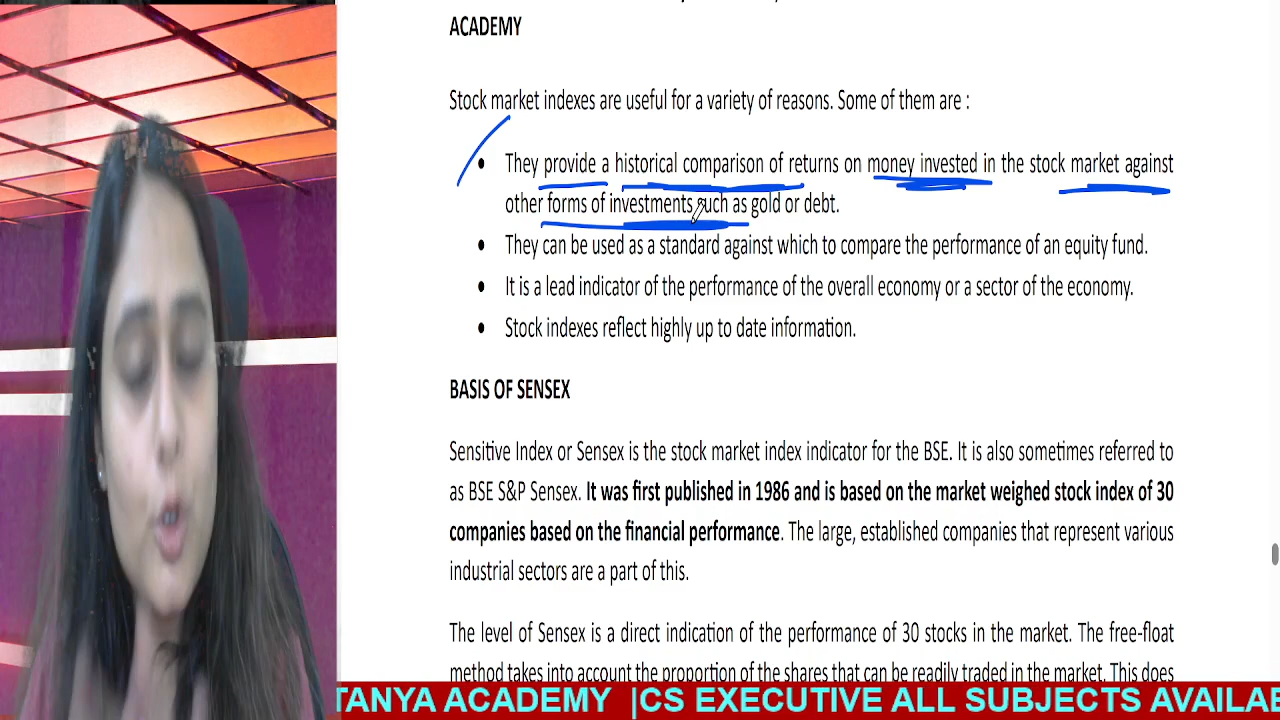 ACADEMY
Stock market indexes are useful for a variety of reasons. Some of them are :
• They provide a historical comparison of returns on money invested in the stock market against
other forms of investments such as gold or debt.
• They can be used as a standard against which to compare the performance of an equity fund.
• It is a lead indicator of the performance of the overall economy or a sector of the economy.
• Stock indexes reflect highly up to date information.
BASIS OF SENSEX
Sensitive Index or Sensex is the stock market index indicator for the BSE. It is also sometimes referred to
as BSE S&P Sensex. It was first published in 1986 and is based on the market weighed stock index of 30
companies based on the financial performance. The large, established companies that represent various
industrial sectors are a part of this.
The level of Sensex is a direct indication of the performance of 30 stocks in the market. The free-float
method takes into account the proportion of the shares that can be readily traded in the market. This does
TANYA ACADEMY |CS EXECUTIVE ALL SUBJECTS AVAILAB